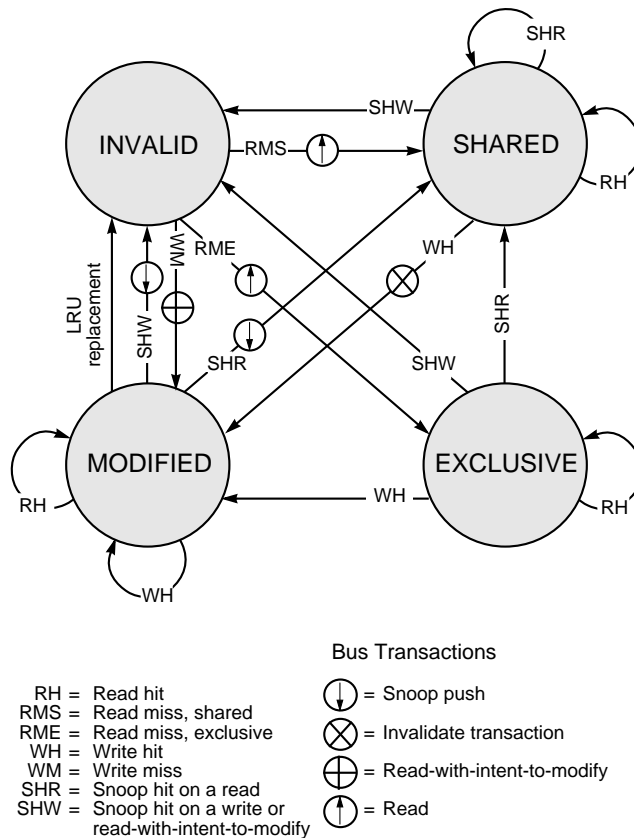 SHR
INVALID
SHW
RMS
SHARED
RH
WM
RME
WH
LRU
replacement
SHW
SHR
SHW
SHR
MODIFIED
EXCLUSIVE
RH
WH
RH
WH
Bus Transactions
RH = Read hit
RMS = Read miss, shared
RME = Read miss, exclusive
WH = Write hit
WM = Write miss
SHR = Snoop hit on a read
SHW = Snoop hit on a write or
read-with-intent-to-modify
= Snoop push
= Invalidate transaction
= Read-with-intent-to-modify
= Read